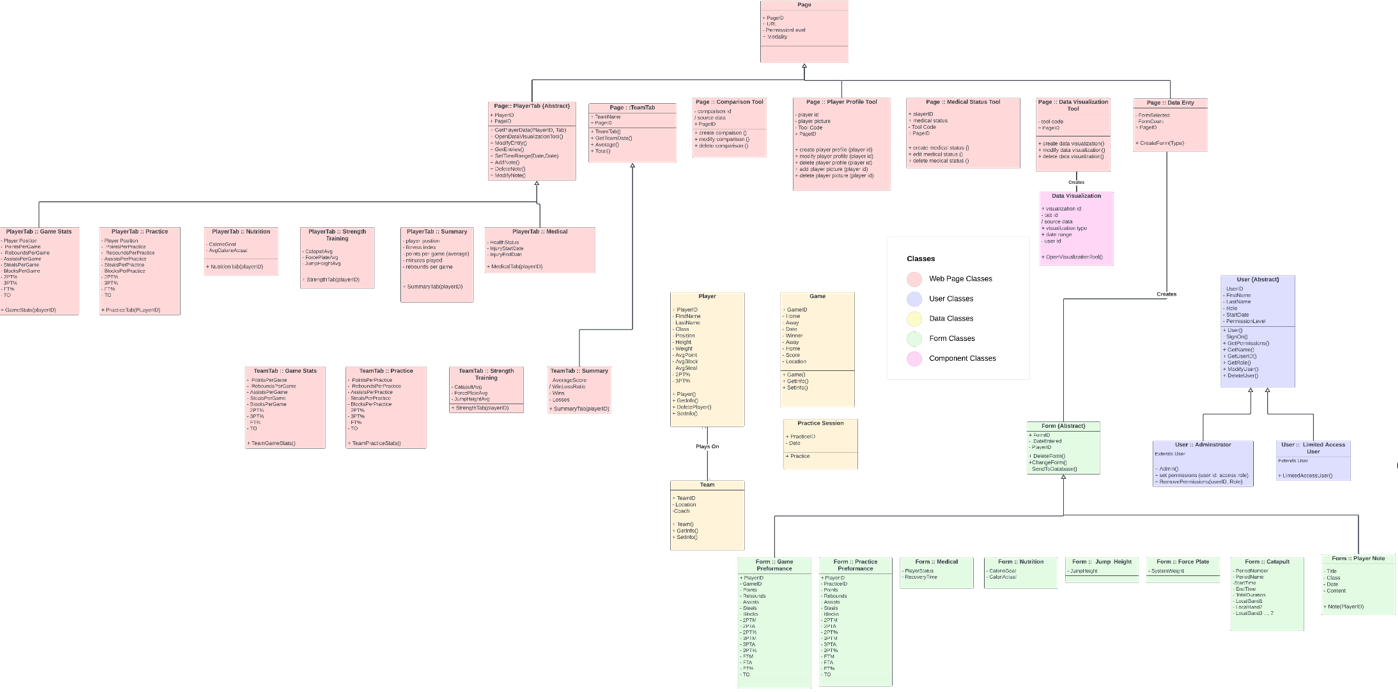 Page
+ PageID
+ URL
- PermissionLevel
+ Modality
Page:: PlayerTab {Abstract}
+ PlayerID
+ PageID
- GetPlayerData(PlayerID, Tab)
- OpenDataVisualizationTool()
+ ModifyEntry()
- GetEntries()
+ SetTimeRange(Date,Date)
+ AddNote()
+ DeleteNote()
+ ModifyNote()
Page ::TeamTab
- TeamName
+ PageID
+ TeamTab()
+ GetTeamData()
+ Average()
+ Total()
Page :: Comparison Tool
- comparison id
/ source data
+ PageID
+ create comparison ()
+ modify comparison ()
+ delete comparison ()
Page :: Player Profile Tool
- player id
- player picture
- Tool Code
+ PageID
+ create player profile (player id)
+ modify player profile (player id)
+ delete player profile (player id)
+ add player picture (player id)
+ delete player picture (player id)
Page :: Medical Status Tool
+ playerID
- medical status
- Tool Code
- PageID
+ create medical status ()
+ edit medical status ()
+ delete medical status ()
Page :: Data Visualization
Tool
- tool code
+ PageID
+ create data visualization()
+ modify data visualization()
+ delete data visualization()
Page :: Data Enty
- FormSelected
- FormDown
- PageID
+ CreateForm(Type)
Creates
Data Visualization
+ visualization id
- tool id
/ source data
+ visualization type
+ date range
- user id
+ OpenVisualizationTool()
PlayerTab :: Game Stats
- Player Position
- PointsPerGame
- ReboundsPerGame
- AssistsPerGame
- StealsPerGame
- BlocksPerGame
- 2PT%
- 3PT%
- FT%
- TO
+ GameStats(playerID)
PlayerTab :: Practice
- Player Position
- PointsPerPractice
- ReboundsPerPractice
- AssistsPerPractice
- StealsPerPractice
- BlocksPerPractice
- 2PT%
- 3PT%
- FT%
- TO
+ PracticeTab(PLayerID)
PlayerTab :: Nutrition
- CalorieGoal
- AvgCalorieActual
+ NutritionTab(playerID)
PlayerTab :: Strength
Training
- CatapultAvg
- ForcePlateAvg
- JumpHeightAvg
+ StrengthTab(playerID)
PlayerTab :: Summary
- player position
- fitness index
- points per game (average)
- minutes played
- rebounds per game
+ SummaryTab(playerID)
PlayerTab :: Medical
- HealthStatus
- InjuryStartDate
- InjuryEndDate
+ MedicalTab(playerID)
Classes
Web Page Classes
User Classes
Data Classes
Form Classes
Component Classes
Creates
User {Abstract}
- UserID
- FirstName
- LastName
- Role
- StartDate
- PermissionLevel
+ User()
SignOn()
+ GetPermissions()
+ GetName()
+ GetUserID()
+ GetRole()
+ ModifyUser()
+ DeleteUser()
Player
- PlayerID
- FirstName
- LastName
- Class
- Position
- Height
- Weight
- AvgPoint
- AvgBlock
- AvgSteal
- 2PT%
- 3PT%
- Player()
+ GetInfo()
+ DeletePlayer()
+ SetInfo()
Game
- GameID
- Home
- Away
- Date
- Winner
- Away
- Home
- Score
- Location
+ Game()
+ GetInfo()
+ SetInfo()
TeamTab :: Game Stats
- PointsPerGame
- ReboundsPerGame
- AssistsPerGame
- StealsPerGame
- BlocksPerGame
- 2PT%
- 3PT%
- FT%
- TO
+ TeamGameStats()
TeamTab :: Practice
- PointsPerPractice
- ReboundsPerPractice
- AssistsPerPractice
- StealsPerPractice
- BlocksPerPractice
- 2PT%
- 3PT%
- FT%
- TO
+ TeamPracticeStats()
TeamTab :: Strength
Training
- CatapultAvg
- ForcePlateAvg
- JumpHeightAvg
+ StrengthTab(playerID)
TeamTab :: Summary
AverageScore
/ WinLossRatio
- Wins
- Losses
+ SummaryTab(playerID)
Practice Session
+ PracticeID
- Date
+ Practice
Plays On
Team
+ TeamID
- Location
-Coach
- Team()
+ GetInfo()
+ SetInfo()
Form {Abstract}
+ FormID
- DateEntered
- PlayerID
+ DeleteForm()
+ChangeForm()
SendToDatabase()
User :: Adminstrator
Extends User
- Admin()
+ set permissions (user id, access role)
+ RemovePermissions(userID, Role)
User :: Limited Access
User
Extends User
+ LimitedAccessUser()
Form :: Game
Preformance
+ PlayerID
- GameID
- Points
- Rebounds
- Assists
- Steals
- Blocks
- 2PTM
- 2PTA
- 2PT%
- 3PTM
- 3PTA
- 3PT%
- FTM
- FTA
- FT%
- TO
Form :: Practice
Preformance
+ PlayerID
- PracticeID
- Points
- Rebounds
- Assists
- Steals
- Blocks
- 2PTM
- 2PTA
- 2PT%
- 3PTM
- 3PTA
- 3PT%
- FTM
- FTA
- FT%
- TO
Form :: Medical
- PlayerStatus
- RecoveryTime
Form :: Nutrition
- CalorieGoal
- CalorActual
Form :: Jump Height
- JumpHeight
Form :: Force Plate
- SystemWeight
Form :: Catapult
- PeriodNumber
- PeriodName
-StartTime
- EndTime
- TotalDuration
- LocalBand1
- LocalBand2
- LocalBand3 ... 7
Form :: Player Note
- Title
- Class
- Date
- Content
+ Note(PlayerID)